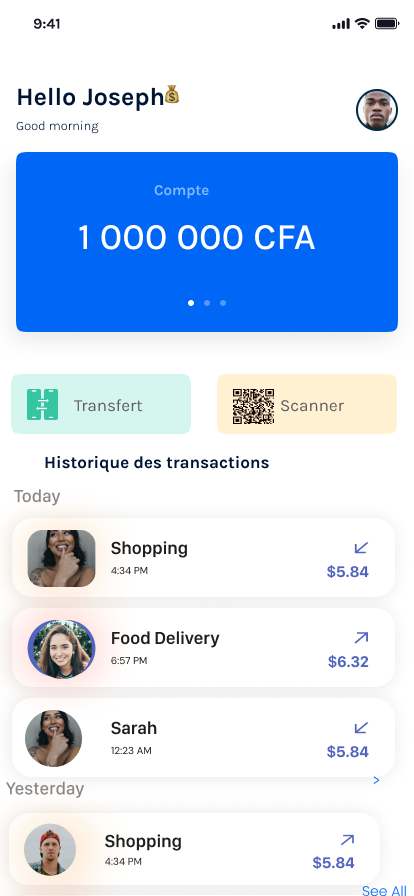 9:41
Hello Joseph💰
Good morning
Compte
1 000 000 CFA
Transfert
Scanner
Historique des transactions
Today
Shopping
4:34 PM
$5.84
Food Delivery
6:57 PM
$6.32
Sarah
12:23 AM
$5.84
>
Yesterday
Shopping
4:34 PM
$5.84
See All